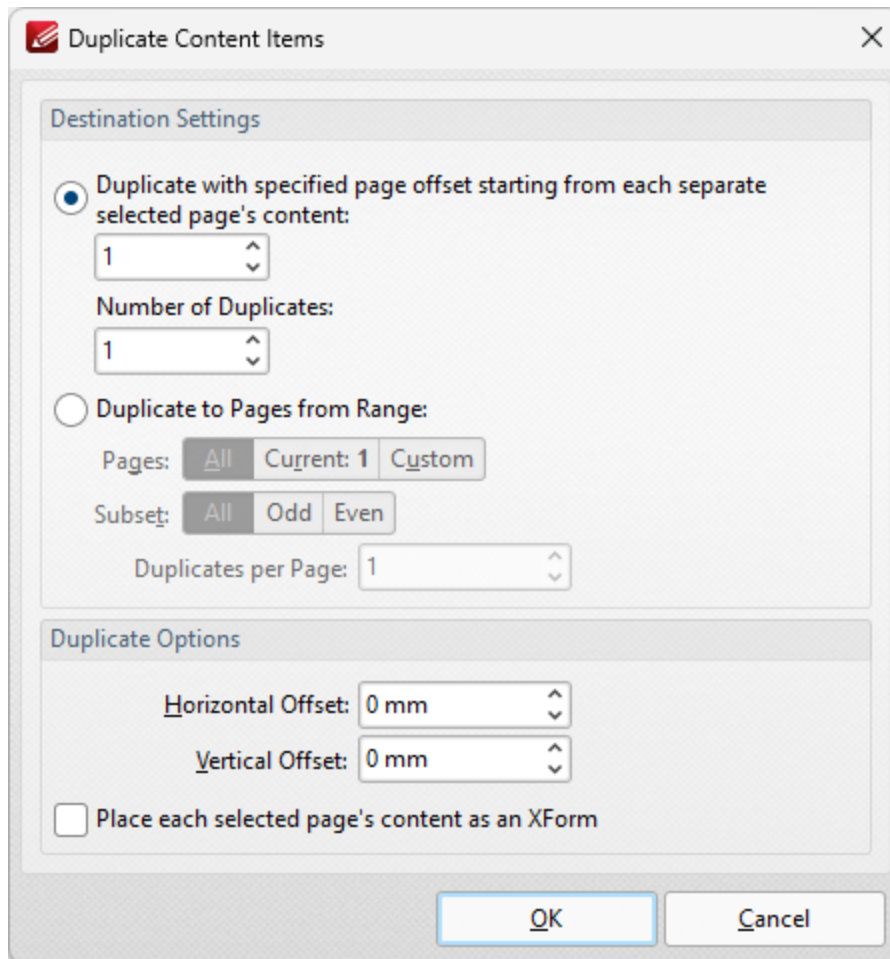 Duplicate Content Items
Destination Settings
Duplicate with specified page offset starting from each separate
selected page's content:
1
Number of Duplicates:
1
Duplicate to Pages from Range:
Pages: All Current: 1 Custom
Subset: All Odd Even
Duplicates per Page: 1
Duplicate Options
Horizontal Offset: 0 mm
Vertical Offset: 0 mm
Place each selected page's content as an XForm
OK Cancel